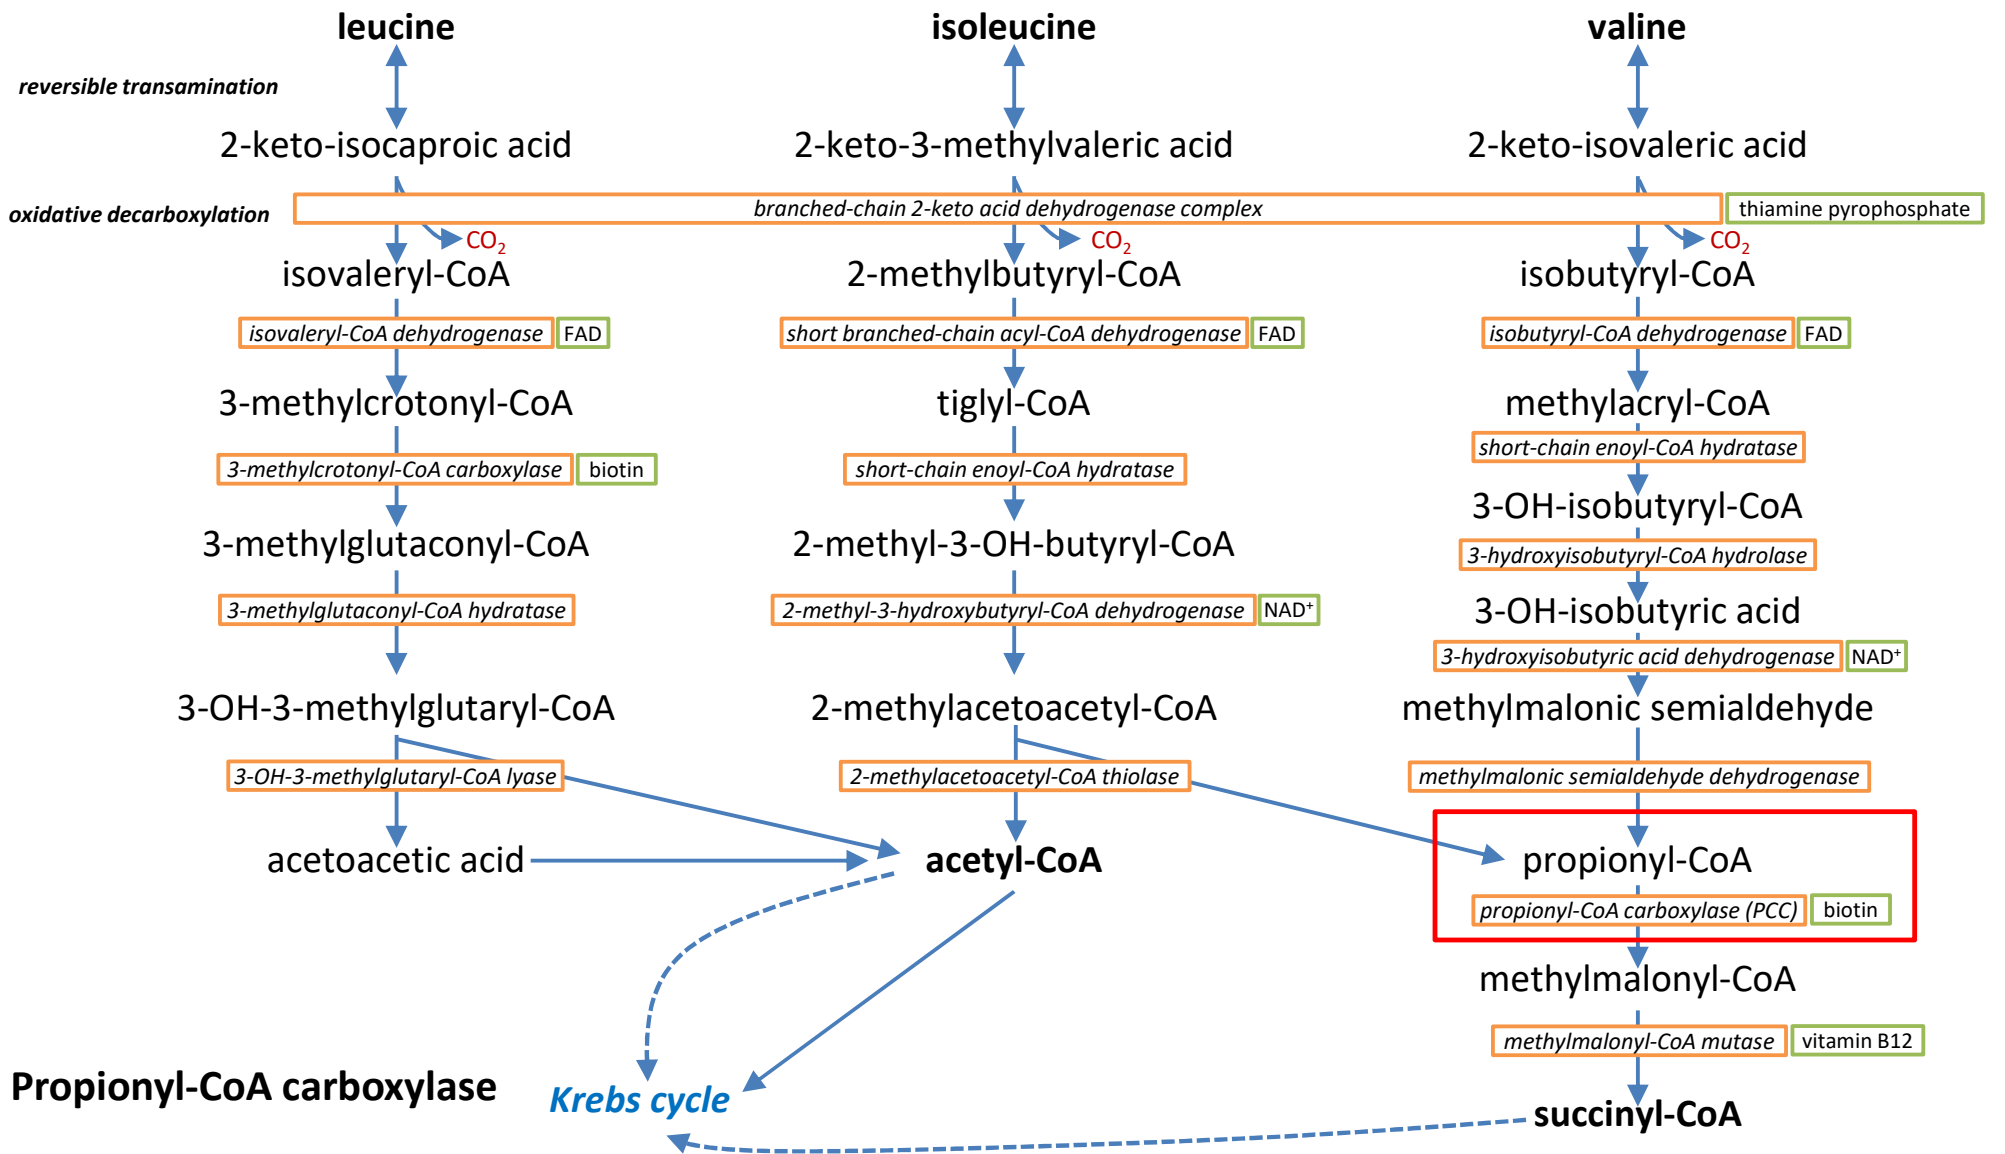 leucine isoleucine valine
reversible transamination
2-keto-isocaproic acid 2-keto-3-methylvaleric acid 2-keto-isovaleric acid
oxidative decarboxylation branched-chain 2-keto acid dehydrogenase complex thiamine pyrophosphate
CO₂ CO₂ CO₂
isovaleryl-CoA 2-methylbutyryl-CoA isobutyryl-CoA
isovaleryl-CoA dehydrogenase FAD short branched-chain acyl-CoA dehydrogenase FAD isobutyryl-CoA dehydrogenase FAD
3-methylcrotonyl-CoA tiglyl-CoA methylacryl-CoA
short-chain enoyl-CoA hydratase
3-methylcrotonyl-CoA carboxylase biotin short-chain enoyl-CoA hydratase
3-OH-isobutyryl-CoA
3-methylglutaconyl-CoA 2-methyl-3-OH-butyryl-CoA
3-hydroxyisobutyryl-CoA hydrolase
3-methylglutaconyl-CoA hydratase 2-methyl-3-hydroxybutyryl-CoA dehydrogenase NAD⁺ 3-OH-isobutyric acid
3-hydroxyisobutyric acid dehydrogenase NAD⁺
3-OH-3-methylglutaryl-CoA 2-methylacetoacetyl-CoA methylmalonic semialdehyde
3-OH-3-methylglutaryl-CoA lyase 2-methylacetoacetyl-CoA thiolase methylmalonic semialdehyde dehydrogenase
acetoacetic acid acetyl-CoA propionyl-CoA
propionyl-CoA carboxylase (PCC) biotin
methylmalonyl-CoA
methylmalonyl-CoA mutase vitamin B12
Propionyl-CoA carboxylase Krebs cycle
succinyl-CoA